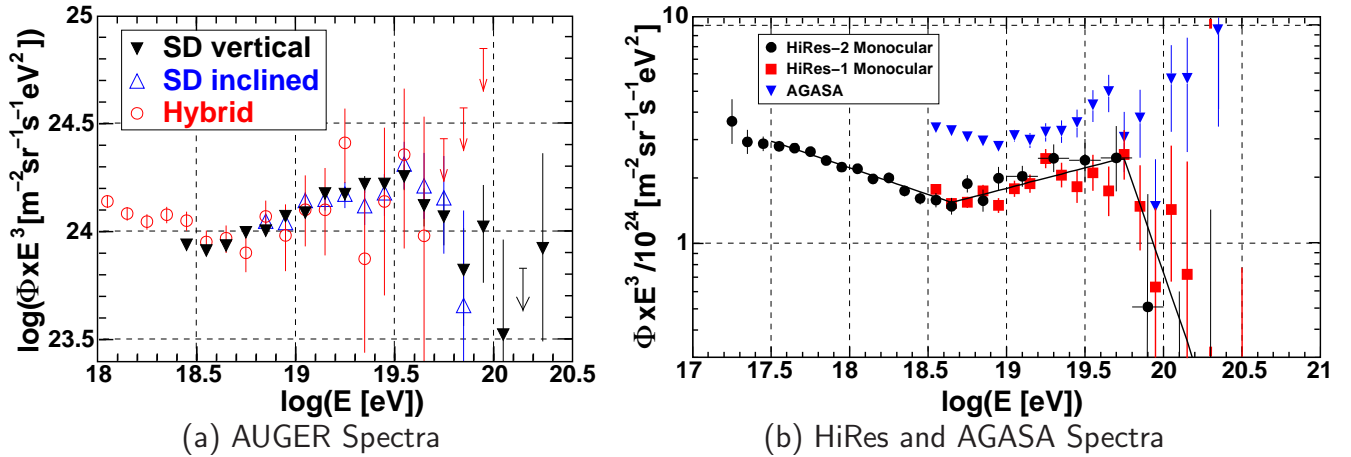 log(ΦxE³ [m⁻²sr⁻¹s⁻¹eV²])
25
24.5
24
23.5
SD vertical
SD inclined
Hybrid
18 18.5 19 19.5 20 20.5
log(E [eV])
(a) AUGER Spectra
ΦxE³/10²⁴ [m⁻²sr⁻¹s⁻¹eV²]
10
1
HiRes−2 Monocular
HiRes−1 Monocular
AGASA
17 17.5 18 18.5 19 19.5 20 20.5 21
log(E [eV])
(b) HiRes and AGASA Spectra